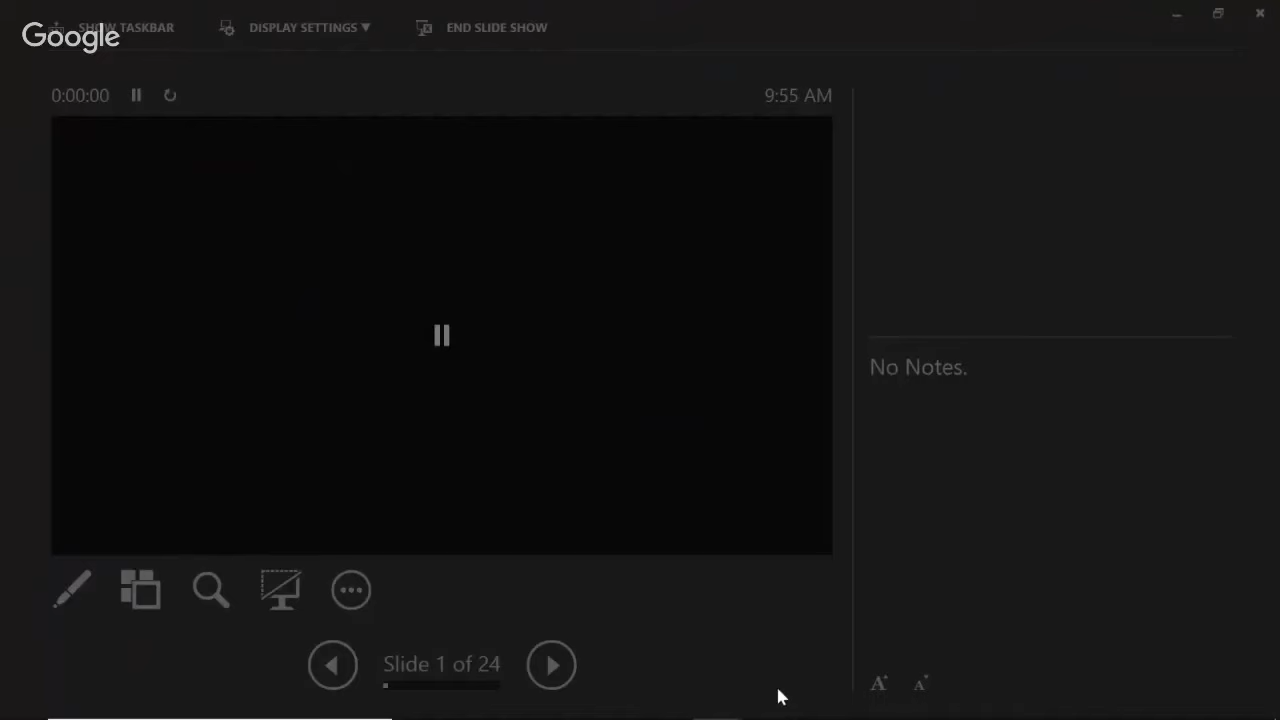 SHOW TASKBAR
DISPLAY SETTINGS ▼
END SLIDE SHOW
Google
0:00:00
9:55 AM
No Notes.
Slide 1 of 24
A
A